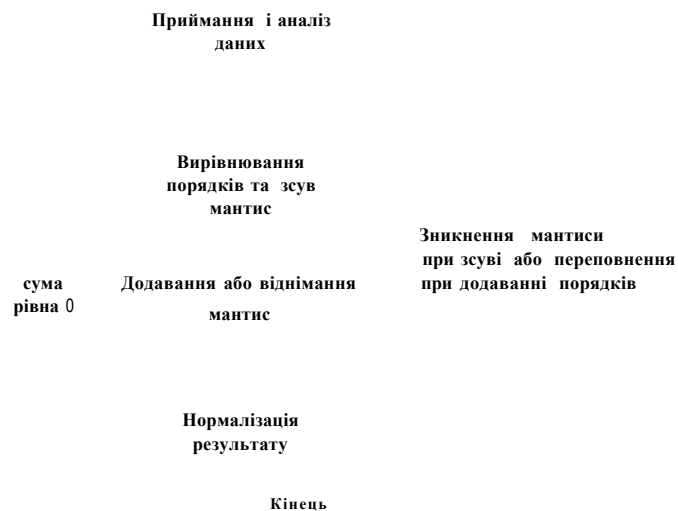 Приймання і аналіз
даних
Вирівнювання
порядків та зсув
мантис
Зникнення мантиси
при зсуві або переповнення
при додаванні порядків
сума
рівна 0
Додавання або віднімання
мантис
Нормалізація
результату
Кінець